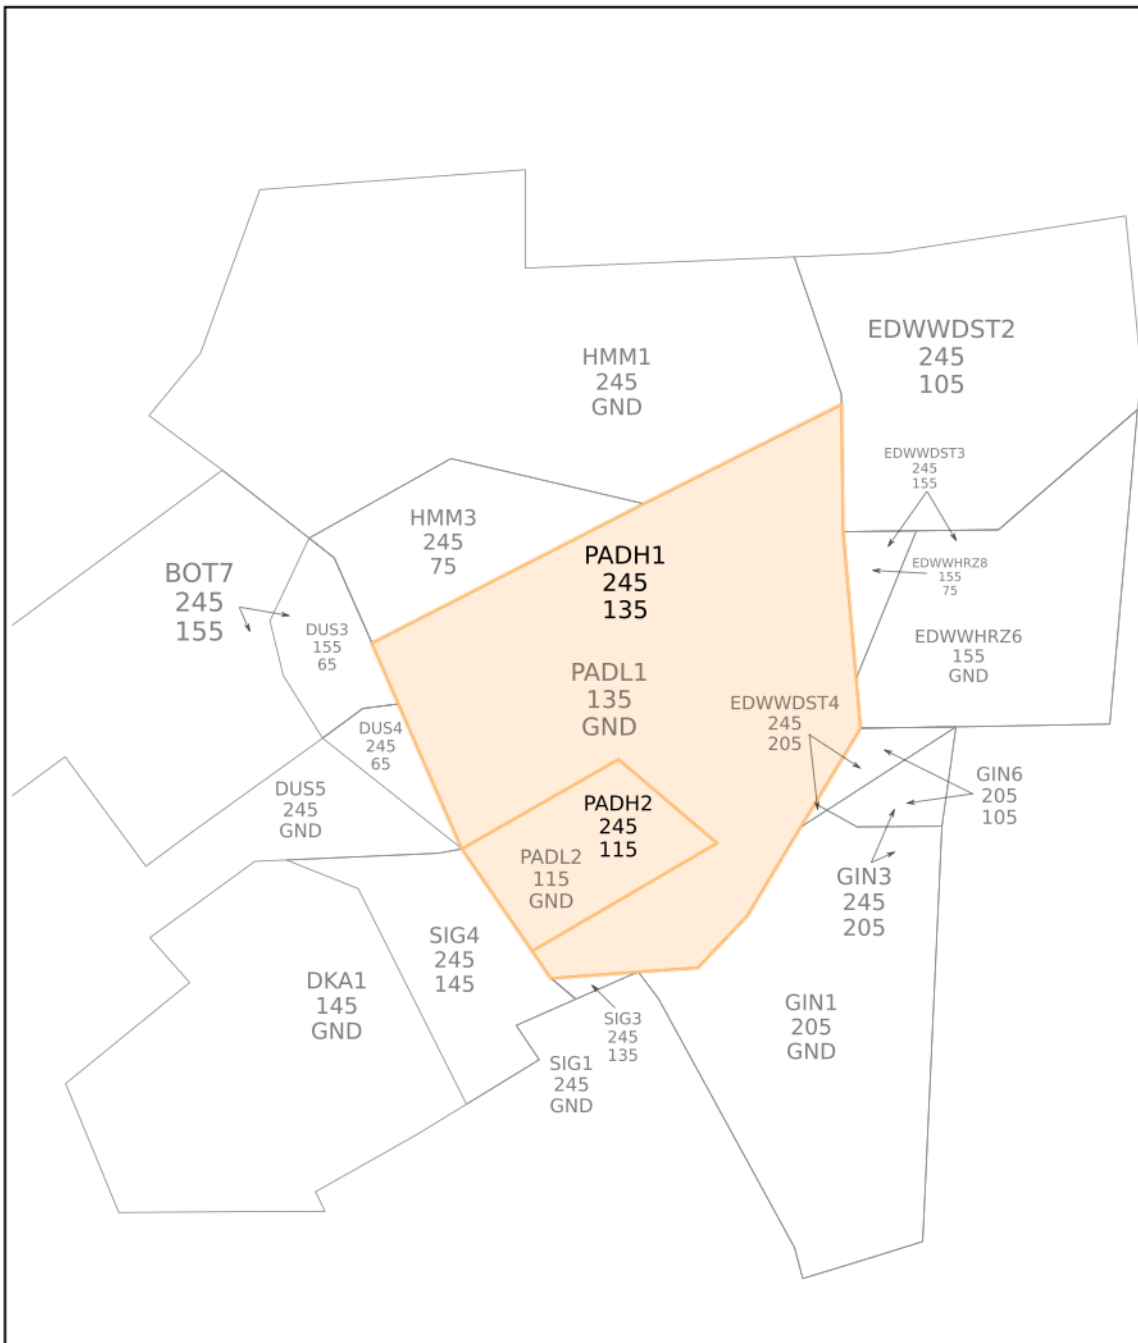 HMM1
245
GND
EDWWDST2
245
105
EDWWDST3
245
155
HMM3
245
75
PADH1
245
135
EDWWHRZ8
155
75
BOT7
245
155
DUS3
155
65
EDWWHRZ6
155
GND
PADL1
135
GND
EDWWDST4
245
205
DUS4
245
65
DUS5
245
GND
GIN6
205
105
PADH2
245
115
PADL2
115
GND
GIN3
245
205
SIG4
245
145
DKA1
145
GND
GIN1
205
GND
SIG3
245
135
SIG1
245
GND